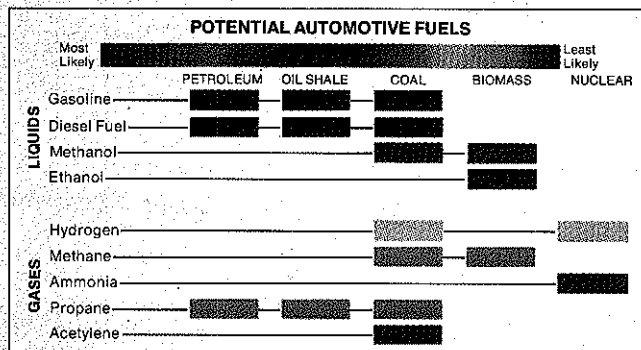 POTENTIAL AUTOMOTIVE FUELS
Most Likely
Least Likely
PETROLEUM OIL SHALE COAL BIOMASS NUCLEAR
LIQUIDS
Gasoline
Diesel Fuel
Methanol
Ethanol
GASES
Hydrogen
Methane
Ammonia
Propane
Acetylene